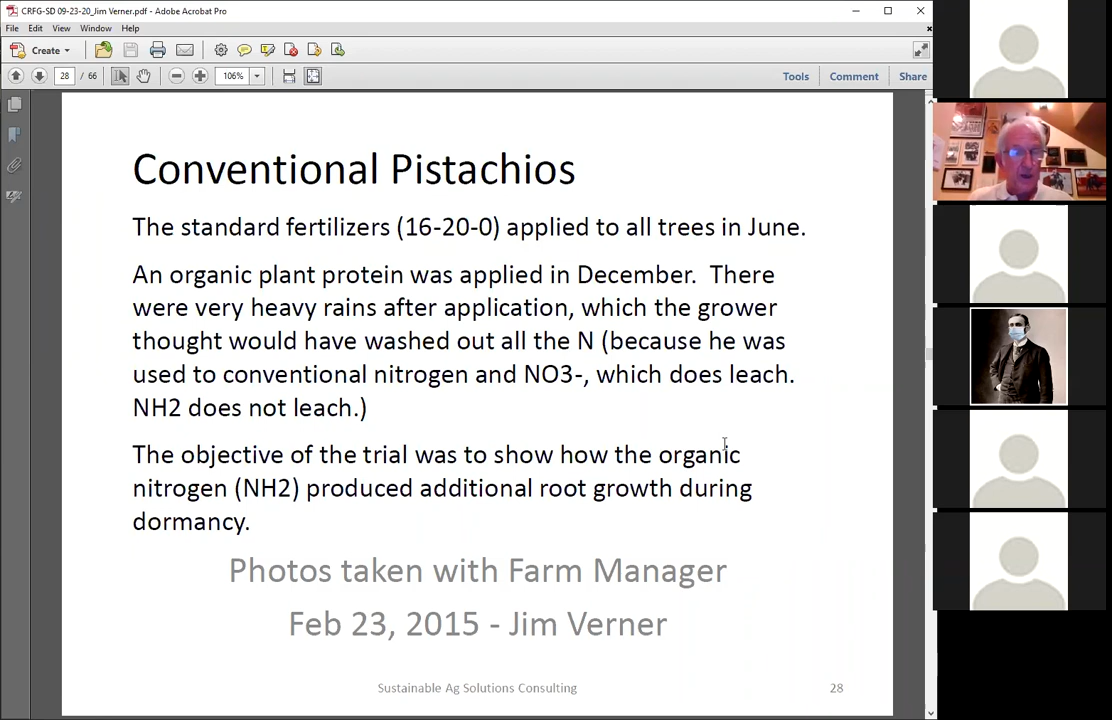 CRFG-SD 09-23-20_Jim Verner.pdf - Adobe Acrobat Pro
File Edit View Window Help
Create
28 / 66 106% Tools Comment Share
Conventional Pistachios
The standard fertilizers (16-20-0) applied to all trees in June.
An organic plant protein was applied in December. There
were very heavy rains after application, which the grower
thought would have washed out all the N (because he was
used to conventional nitrogen and NO3-, which does leach.
NH2 does not leach.)
The objective of the trial was to show how the organic
nitrogen (NH2) produced additional root growth during
dormancy.
Photos taken with Farm Manager
Feb 23, 2015 - Jim Verner
Sustainable Ag Solutions Consulting 28